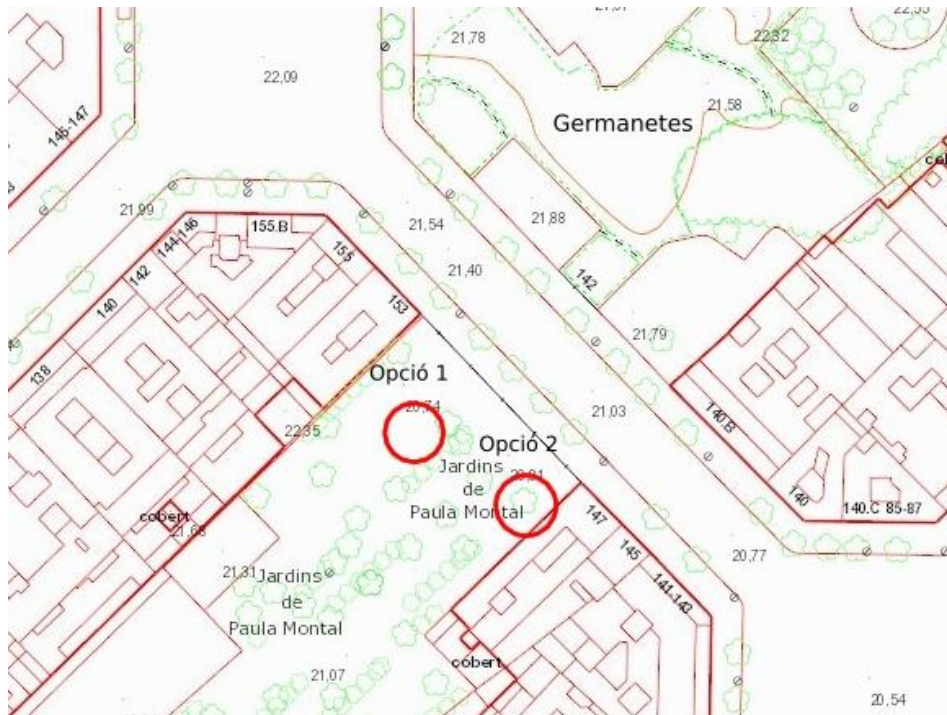 21,78
22,32
22,09
21,58
Germanetes
146-147
21,99
144-146
155.B
155
21,54
21,88
142
142
21,40
140
153
21,79
138
Opció 1
20,74
21,03
140.B
22,35
Opció 2
Jardins
de
Paula Montal
cobert
21,68
147
140
140.C 85-87
145
20,77
21,31
Jardins
de
Paula Montal
141-143
cobert
21,07
20,54